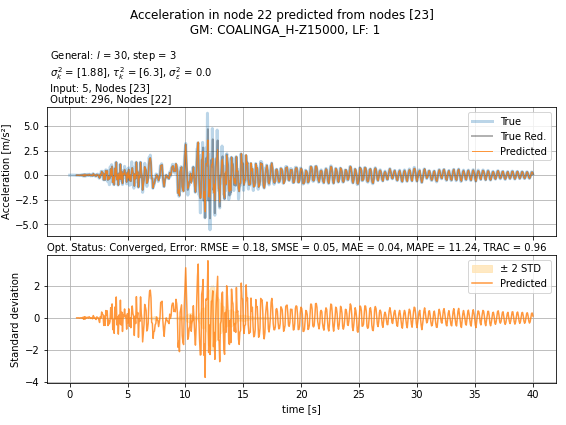 Acceleration in node 22 predicted from nodes [23]
GM: COALINGA_H-Z15000, LF: 1
General: l = 30, step = 3
σ²ₖ = [1.88], τ²ₖ = [6.3], σ²ε = 0.0
Input: 5, Nodes [23]
Output: 296, Nodes [22]
Acceleration [m/s²]
5.0
2.5
0.0
−2.5
−5.0
True
True Red.
Predicted
Opt. Status: Converged, Error: RMSE = 0.18, SMSE = 0.05, MAE = 0.04, MAPE = 11.24, TRAC = 0.96
Standard deviation
2
0
−2
−4
± 2 STD
Predicted
0 5 10 15 20 25 30 35 40
time [s]